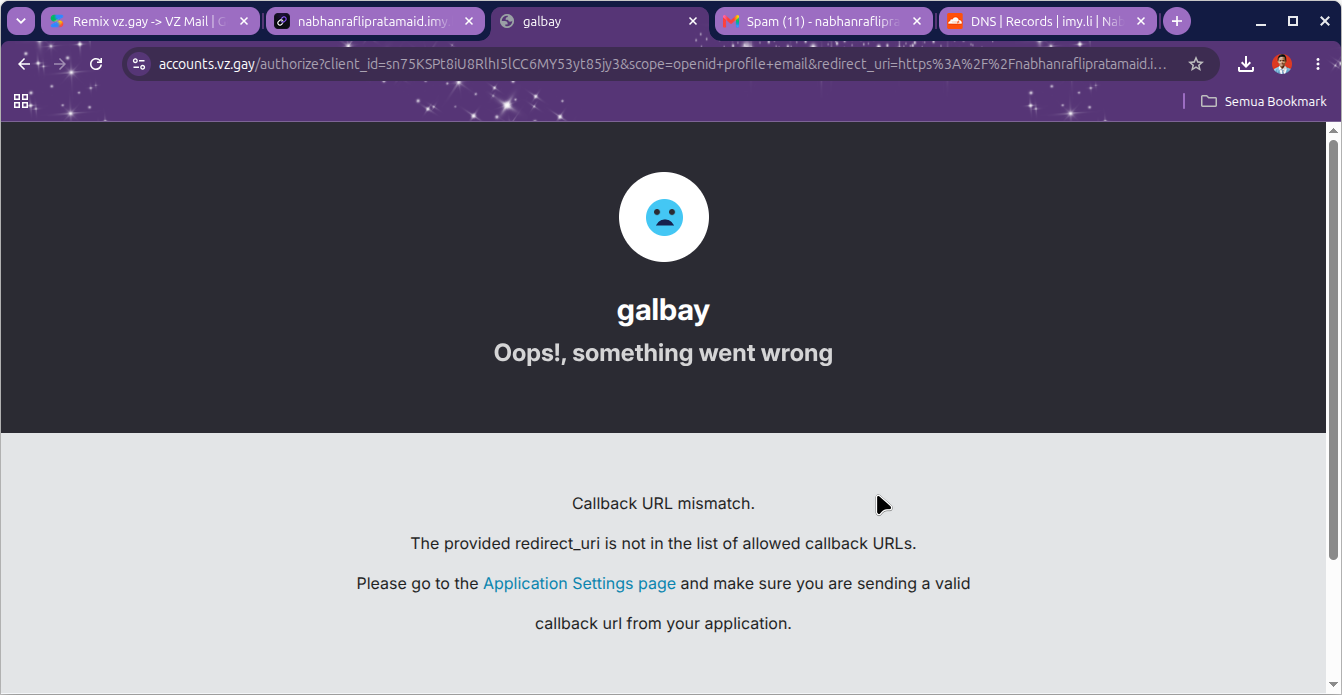 Remix vz.gay -> VZ Mail | G
nabhanraflipratamaid.imy.
galbay
Spam (11) - nabhanraflipra
DNS | Records | imy.li | Nab
accounts.vz.gay/authorize?client_id=sn75KSPt8iU8RlhI5lCC6MY53yt85jy3&scope=openid+profile+email&redirect_uri=https%3A%2F%2Fnabhanraflipratamaid.i...
Semua Bookmark
galbay
Oops!, something went wrong
Callback URL mismatch.
The provided redirect_uri is not in the list of allowed callback URLs.
Please go to the Application Settings page and make sure you are sending a valid
callback url from your application.